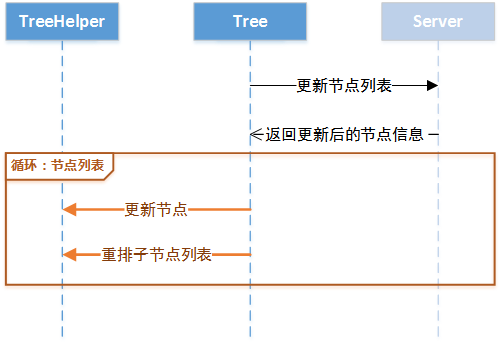 TreeHelper
Tree
Server
更新节点列表
返回更新后的节点信息
循环：节点列表
更新节点
重排子节点列表